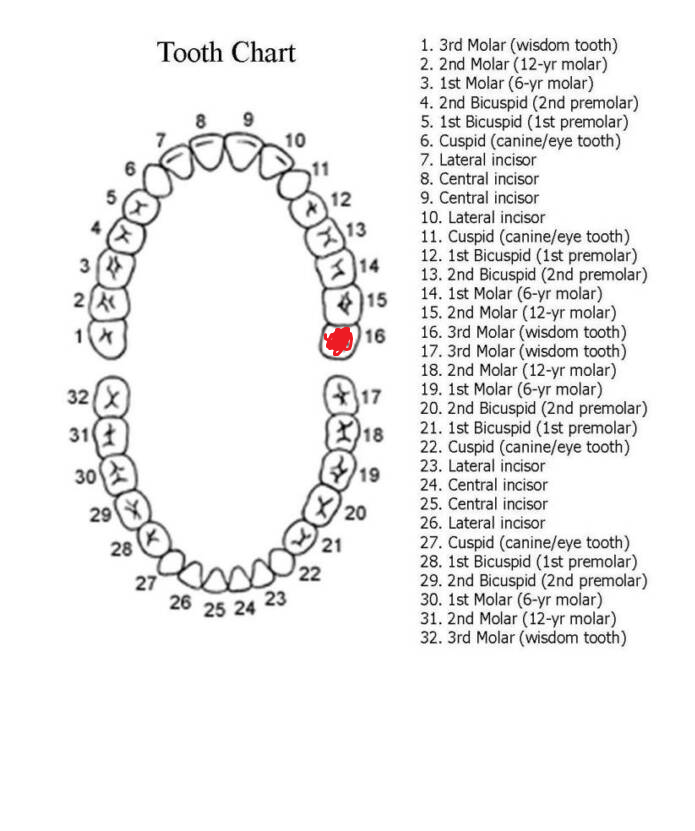 Tooth Chart
1. 3rd Molar (wisdom tooth)
2. 2nd Molar (12-yr molar)
3. 1st Molar (6-yr molar)
4. 2nd Bicuspid (2nd premolar)
5. 1st Bicuspid (1st premolar)
6. Cuspid (canine/eye tooth)
7. Lateral incisor
8. Central incisor
9. Central incisor
10. Lateral incisor
11. Cuspid (canine/eye tooth)
12. 1st Bicuspid (1st premolar)
13. 2nd Bicuspid (2nd premolar)
14. 1st Molar (6-yr molar)
15. 2nd Molar (12-yr molar)
16. 3rd Molar (wisdom tooth)
17. 3rd Molar (wisdom tooth)
18. 2nd Molar (12-yr molar)
19. 1st Molar (6-yr molar)
20. 2nd Bicuspid (2nd premolar)
21. 1st Bicuspid (1st premolar)
22. Cuspid (canine/eye tooth)
23. Lateral incisor
24. Central incisor
25. Central incisor
26. Lateral incisor
27. Cuspid (canine/eye tooth)
28. 1st Bicuspid (1st premolar)
29. 2nd Bicuspid (2nd premolar)
30. 1st Molar (6-yr molar)
31. 2nd Molar (12-yr molar)
32. 3rd Molar (wisdom tooth)
1
2
3
4
5
6
7
8
9
10
11
12
13
14
15
16
17
18
19
20
21
22
23
24
25
26
27
28
29
30
31
32